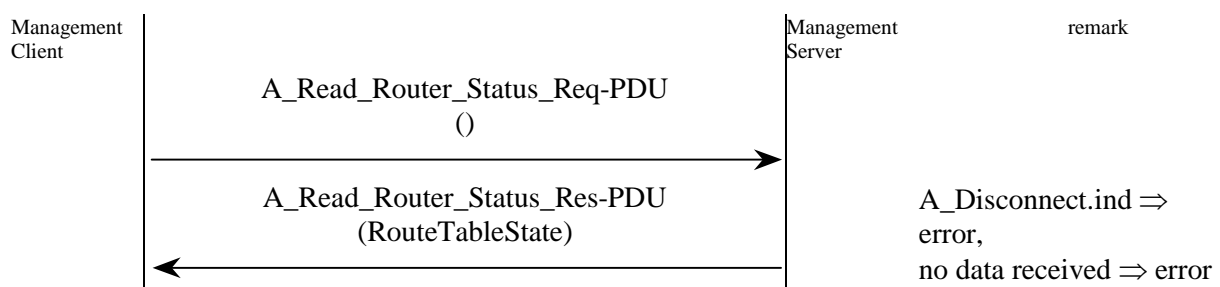 Management
Client
Management
Server
remark
A_Read_Router_Status_Req-PDU
()
A_Read_Router_Status_Res-PDU
(RouteTableState)
A_Disconnect.ind ⇒
error,
no data received ⇒ error